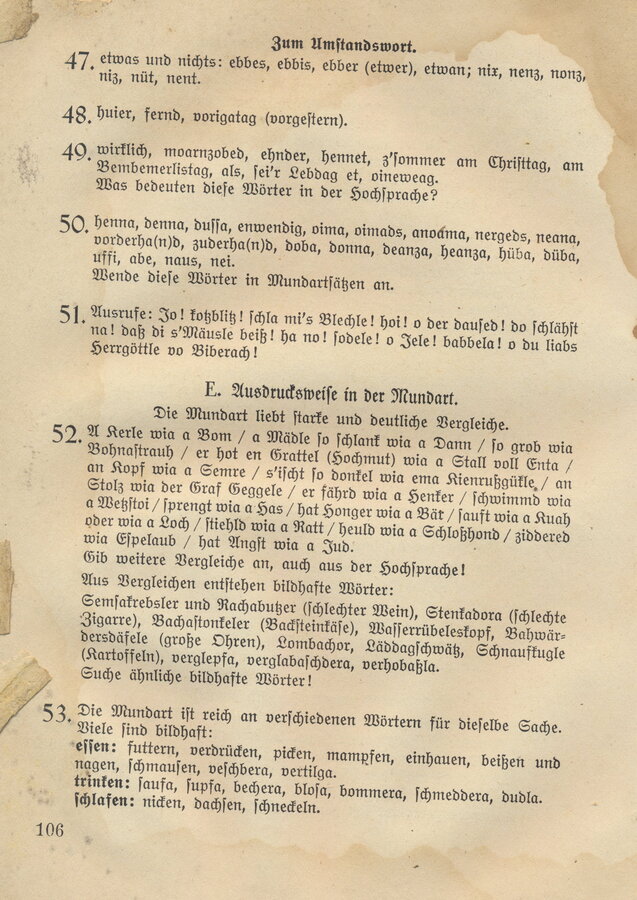 Zum Umstandswort.
47. etwas und nichts: ebbes, ebbis, ebber (etwer), etwan; nix, nenz, nonz,
niz, nüt, nent.
48. huier, fernd, vorigatag (vorgestern).
49. wirklich, moarnzobed, ehnder, hennet, z'sommer am Christtag, am
Bembemerlistag, als, sei'r Lebdag et, oineweag.
Was bedeuten diese Wörter in der Hochsprache?
50. henna, denna, dussa, enwendig, oima, oimads, anoáma, nergeds, neana,
vorderha(n)d, zuderha(n)d, doba, donna, deanza, heanza, hüba, düba,
uffi, abe, naus, nei.
Wende diese Wörter in Mundartsätzen an.
51. Ausrufe: Jo! kotzblitz! schla mi's Blechle! hoi! o der daused! do schlähst
na! daß di s'Mäusle beiß! ha no! sodele! o Jele! babbela! o du liabs
Herrgöttle vo Biberach!
E. Ausdrucksweise in der Mundart.
Die Mundart liebt starke und deutliche Vergleiche.
52. A Kerle wia a Bom / a Mädle so schlank wia a Dann / so grob wia
Bohnastrauh / er hot en Grattel (Hochmut) wia a Stall voll Enta /
an Kopf wia a Semre / s'ischt so donkel wia ema Kienrußgükle / an
Stolz wia der Graf Geggele / er fährd wia a Henker / schwimmd wia
a Wetzstoi / sprengt wia a Has / hat Honger wia a Bär / sauft wia a Kuah
oder wia a Loch / stiehld wia a Ratt / heuld wia a Schloßhond / ziddered
wia Espelaub / hat Angst wia a Jud.
Gib weitere Vergleiche an, auch aus der Hochsprache!
Aus Vergleichen entstehen bildhafte Wörter:
Semsakrebsler und Rachabutzer (schlechter Wein), Stenkadora (schlechte
Zigarre), Bachastonkeler (Backsteinkäse), Wasserrübeleskopf, Bahwär-
dersdäfele (große Ohren), Lombachor, Läddagschwätz, Schnaufkugle
(Kartoffeln), verglepfa, verglabaschdera, verhobaßla.
Suche ähnliche bildhafte Wörter!
53. Die Mundart ist reich an verschiedenen Wörtern für dieselbe Sache.
Viele sind bildhaft:
essen: futtern, verdrücken, picken, mampfen, einhauen, beißen und
nagen, schmausen, veschbera, vertilga.
trinken: saufa, supfa, bechera, blosa, bommera, schmeddera, dudla.
schlafen: nicken, dachsen, schneckeln.
106